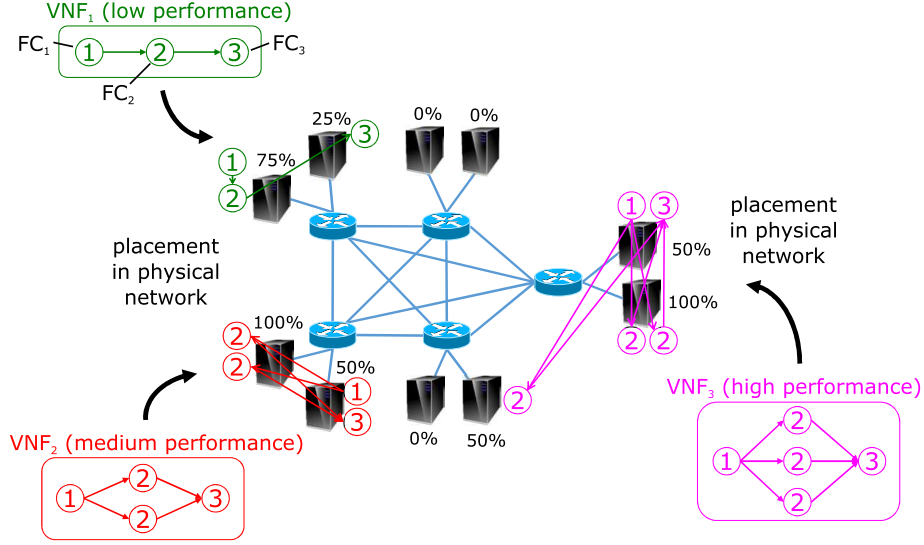 VNF₁ (low performance)
FC₁
1
2
3
FC₃
FC₂
25%
3
0%
0%
1
75%
2
1
3
placement
in physical
network
50%
placement
in physical
network
100%
2
2
100%
2
2
50%
1
3
2
0%
50%
VNF₂ (medium performance)
1
2
2
3
VNF₃ (high performance)
2
1
2
3
2